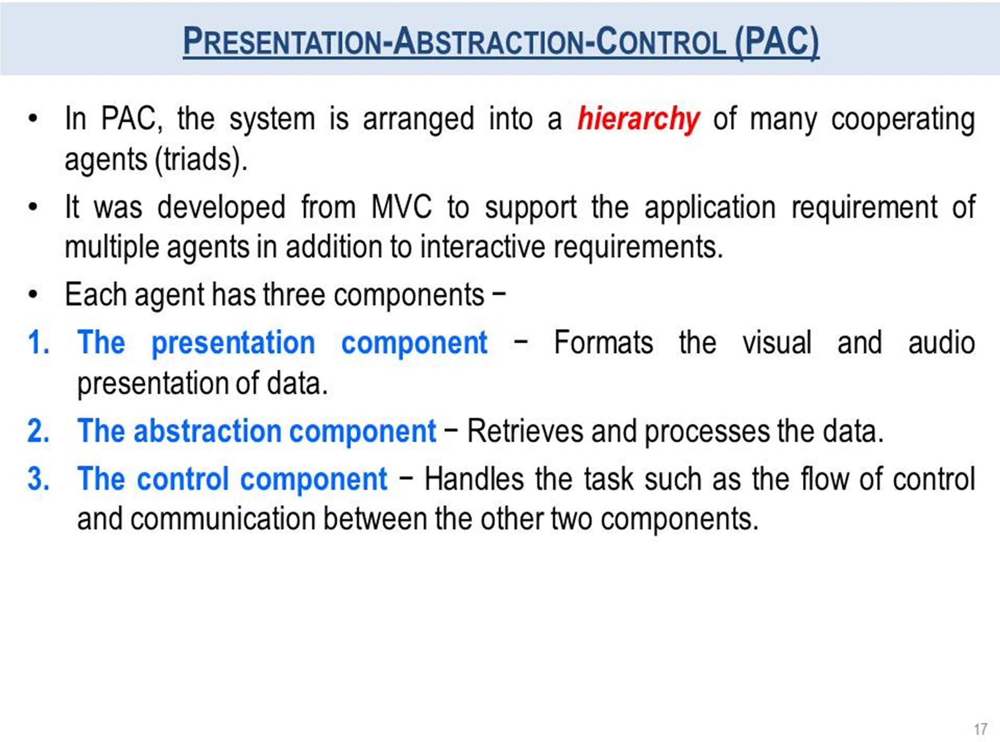 PRESENTATION-ABSTRACTION-CONTROL (PAC)
• In PAC, the system is arranged into a hierarchy of many cooperating
agents (triads).
• It was developed from MVC to support the application requirement of
multiple agents in addition to interactive requirements.
• Each agent has three components −
1. The presentation component − Formats the visual and audio
presentation of data.
2. The abstraction component − Retrieves and processes the data.
3. The control component − Handles the task such as the flow of control
and communication between the other two components.
17